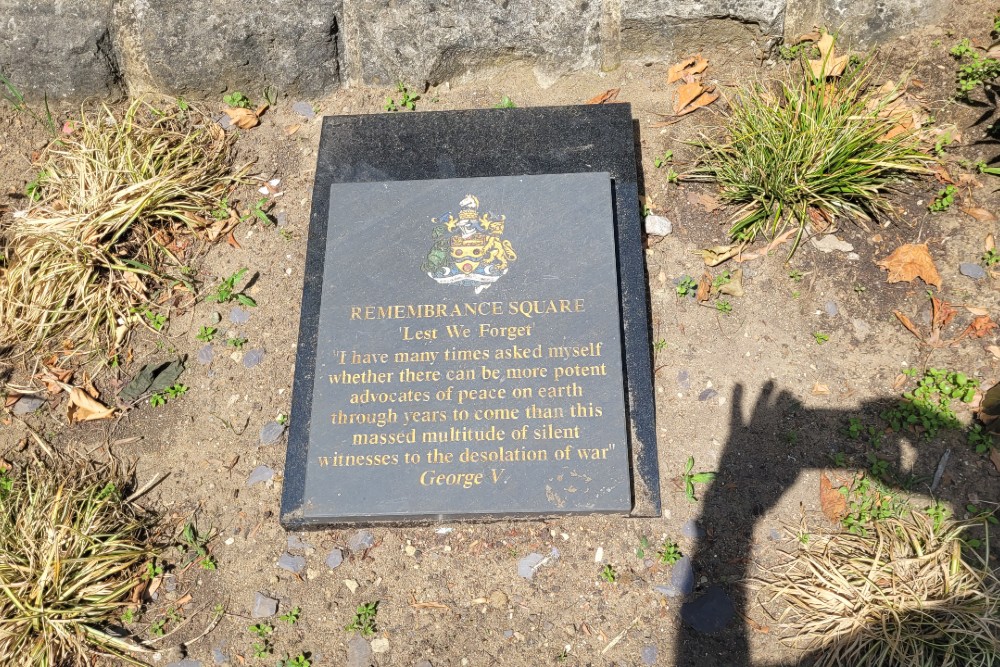 REMEMBRANCE SQUARE
'Lest We Forget'
"I have many times asked myself
whether there can be more potent
advocates of peace on earth
through years to come than this
massed multitude of silent
witnesses to the desolation of war"
George V.